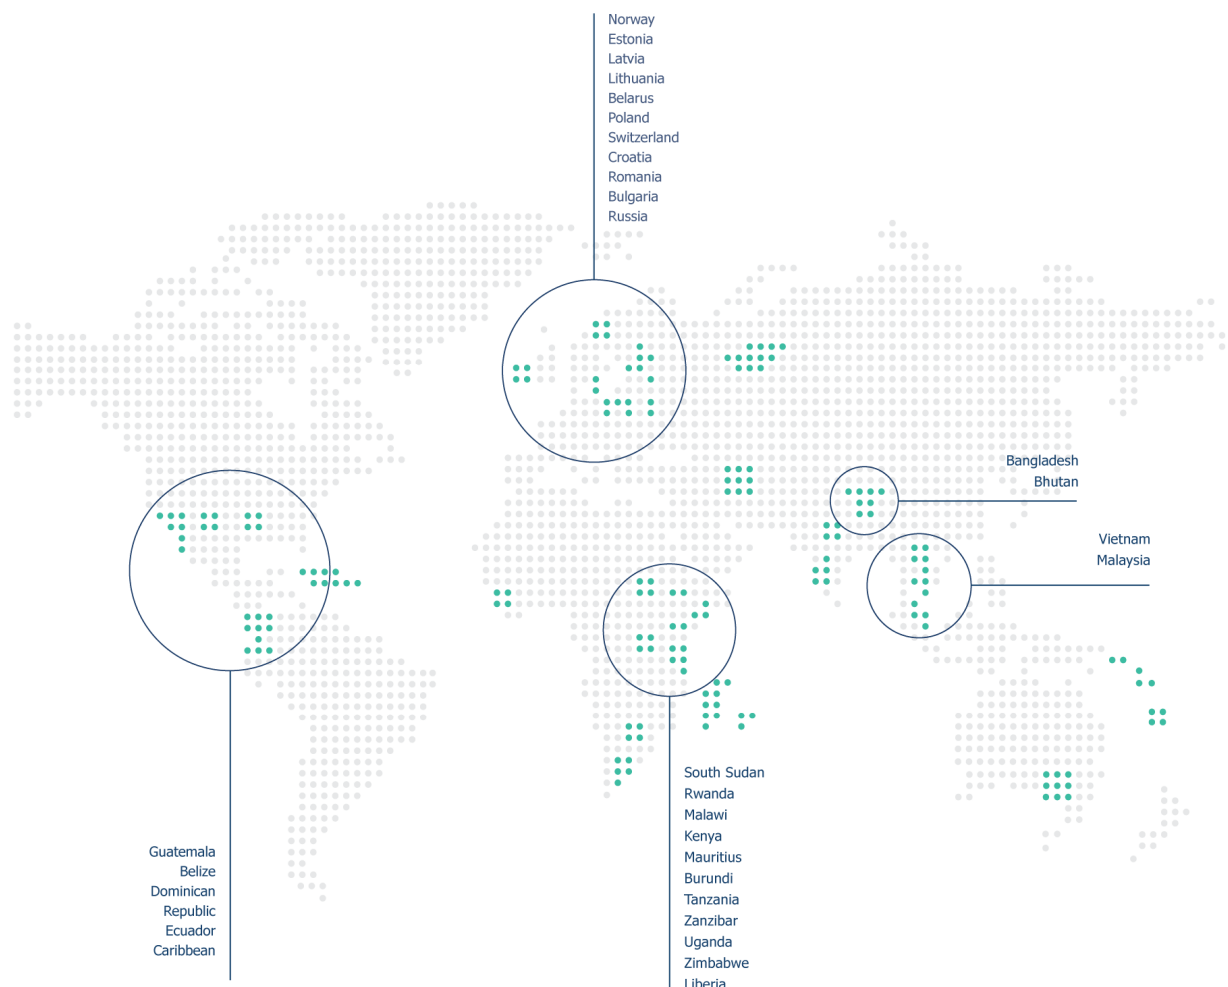 Norway
Estonia
Latvia
Lithuania
Belarus
Poland
Switzerland
Croatia
Romania
Bulgaria
Russia
Bangladesh
Bhutan
Vietnam
Malaysia
South Sudan
Rwanda
Malawi
Kenya
Mauritius
Burundi
Tanzania
Zanzibar
Uganda
Zimbabwe
Liberia
Guatemala
Belize
Dominican
Republic
Ecuador
Caribbean